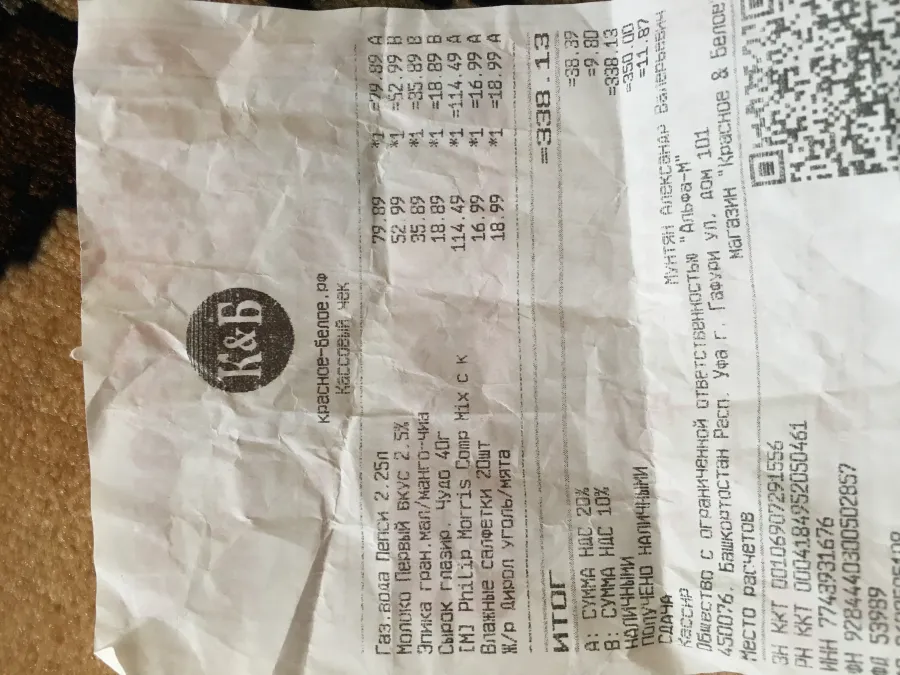 К&Б
красное-белое.рф
Кассовый чек
Газ.вода Пепси 2.25л 79.89 *1 =79.89 А
Молоко Первый вкус 2.5% 52.99 *1 =52.99 В
Эпика гран.мал/манго-чиа 35.89 *1 =35.89 В
Сырок глазир. Чудо 40г 18.89 *1 =18.89 В
[М] Philip Morris Comp Mix с к 114.49 *1 =114.49 А
Влажные салфетки 20шт 16.99 *1 =16.99 А
Ж/р Дирол уголь/мята 18.99 *1 =18.99 А
ИТОГ =338.13
А: СУММА НДС 20% =38.39
В: СУММА НДС 10% =9.80
НАЛИЧНЫМИ =338.13
ПОЛУЧЕНО НАЛИЧНЫМИ =350.00
СДАЧА =11.87
Кассир Мунтян Александр Валерьевич
Общество с ограниченной ответственностью "Альфа-М"
450076, Башкортостан Респ. Уфа г. Гафури ул, дом 101
Место расчетов магазин "Красное & Белое"
ЗН ККТ 00106907291556
РН ККТ 0004184952050461
ИНН 7743931676
ФН 9284440300502857
ФД 53989